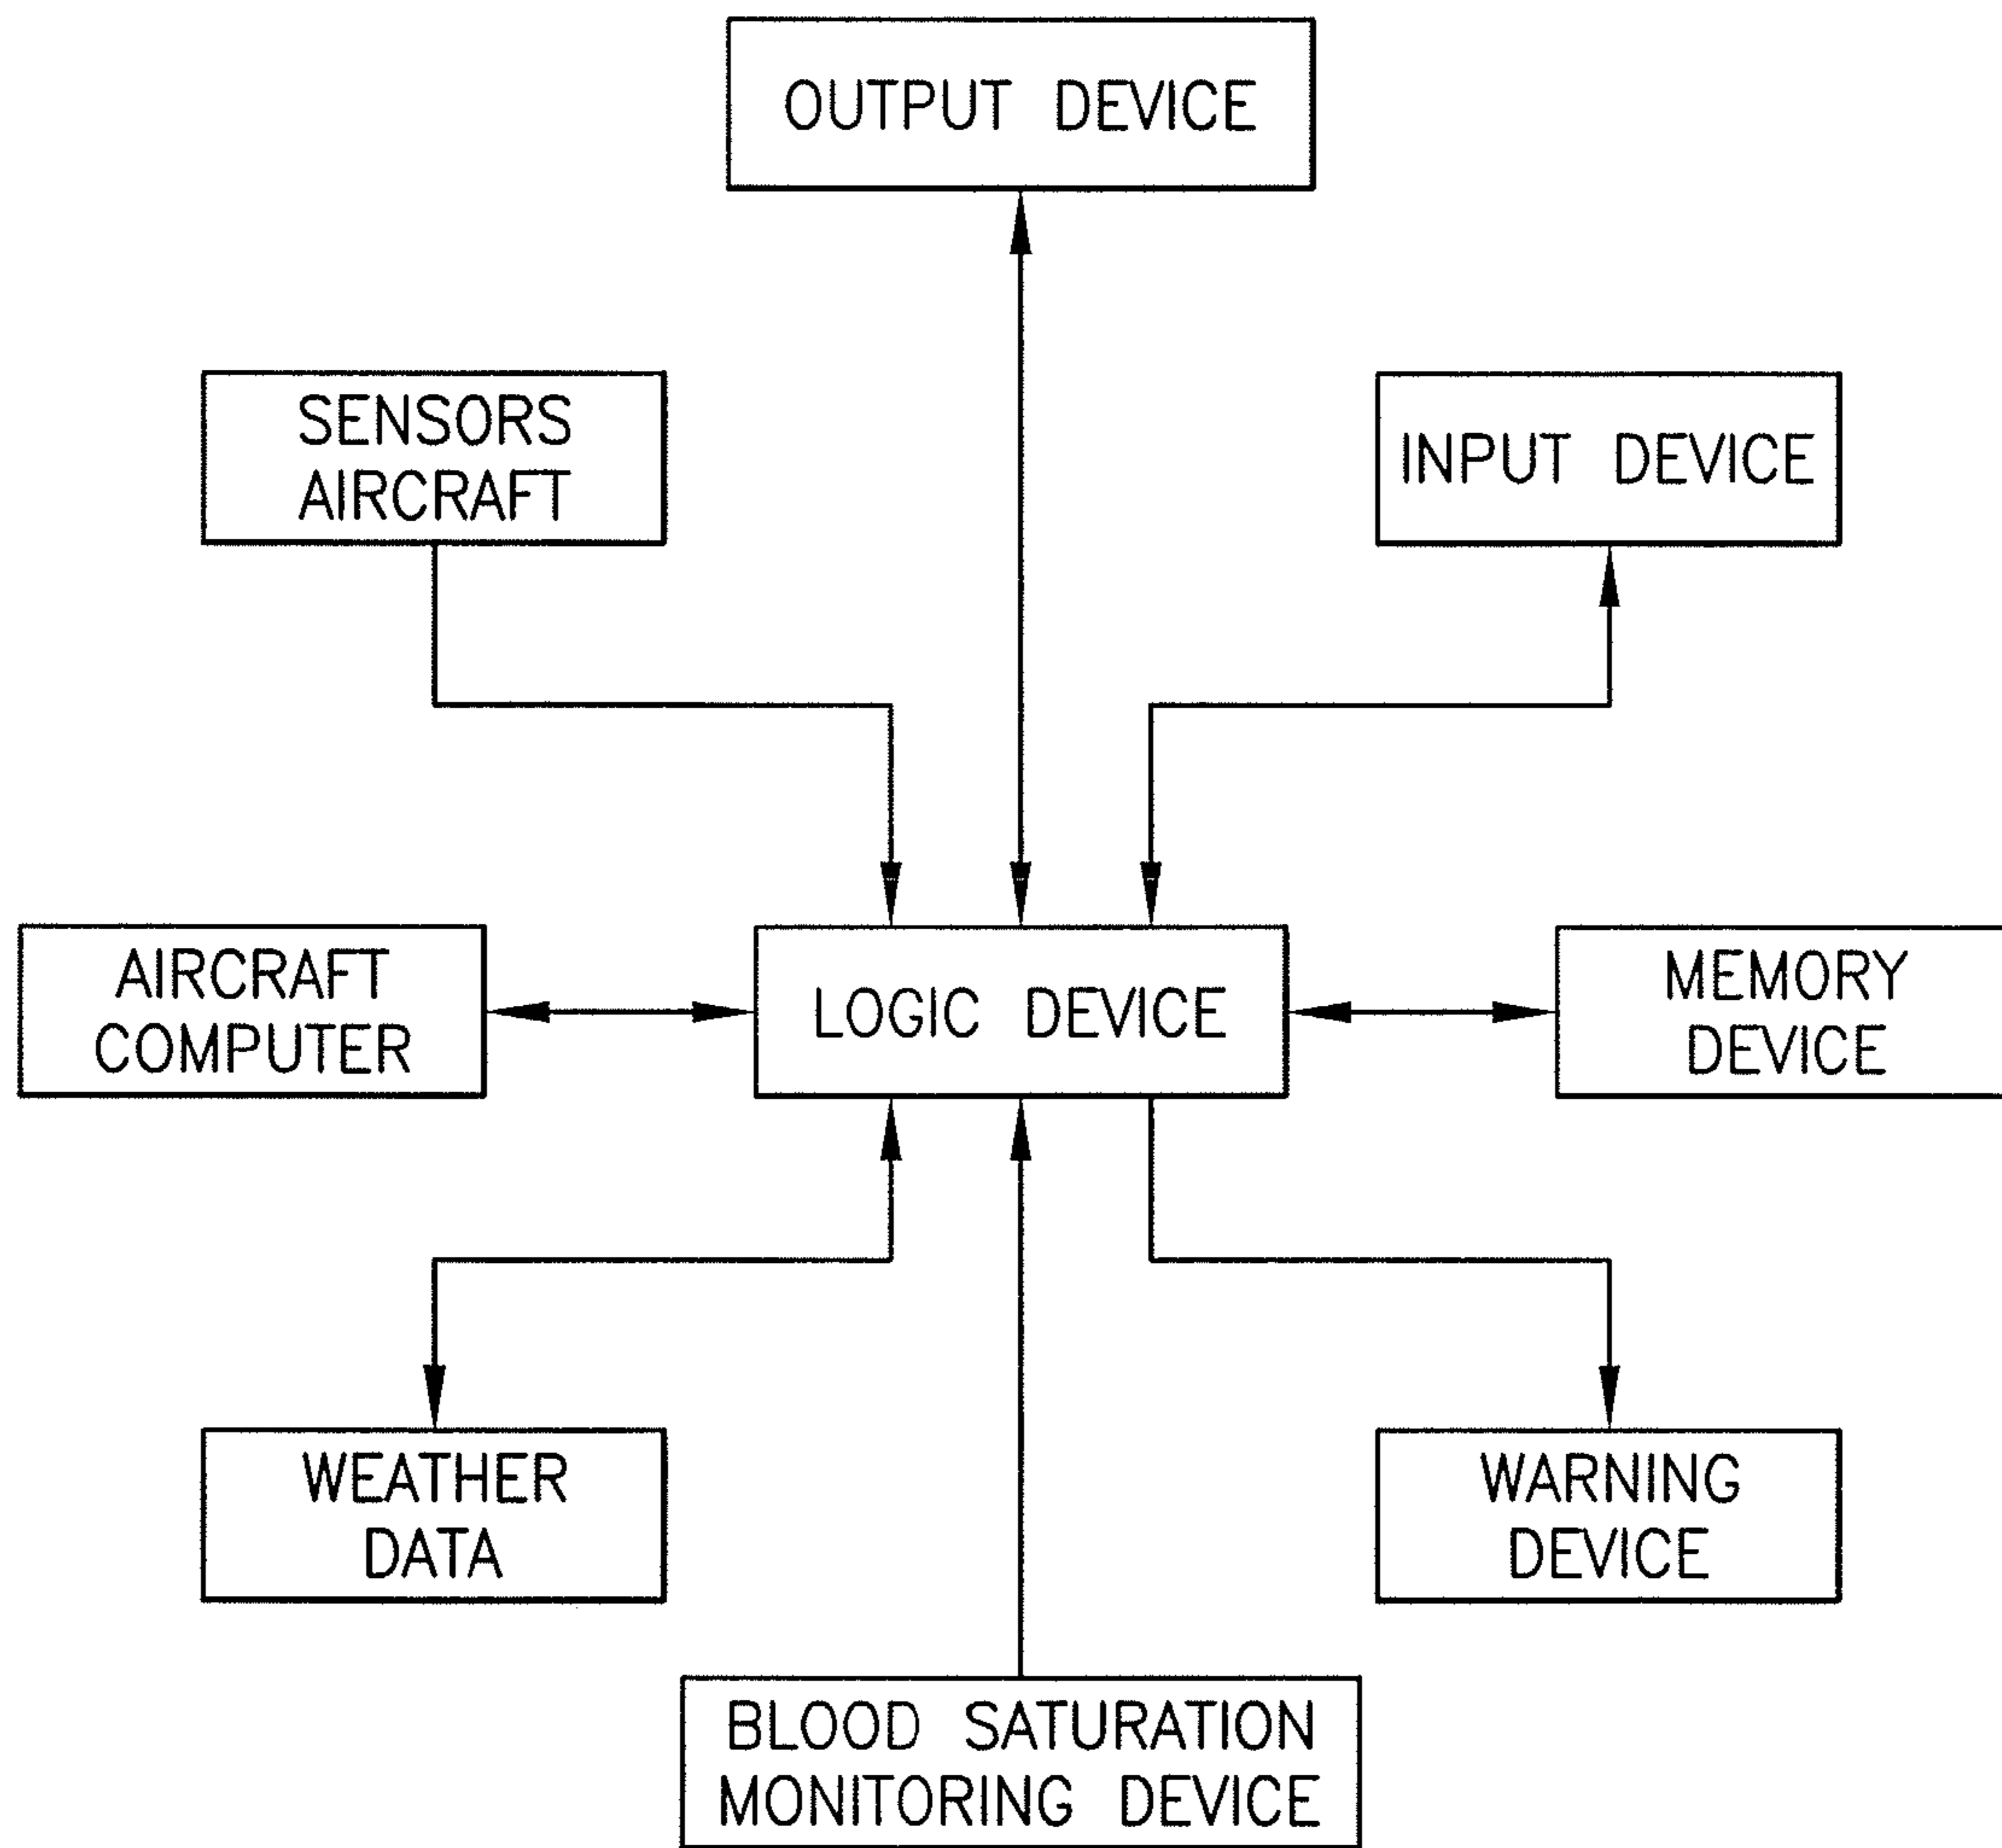 OUTPUT DEVICE
SENSORS
AIRCRAFT
INPUT DEVICE
AIRCRAFT
COMPUTER
LOGIC DEVICE
MEMORY
DEVICE
WEATHER
DATA
WARNING
DEVICE
BLOOD SATURATION
MONITORING DEVICE